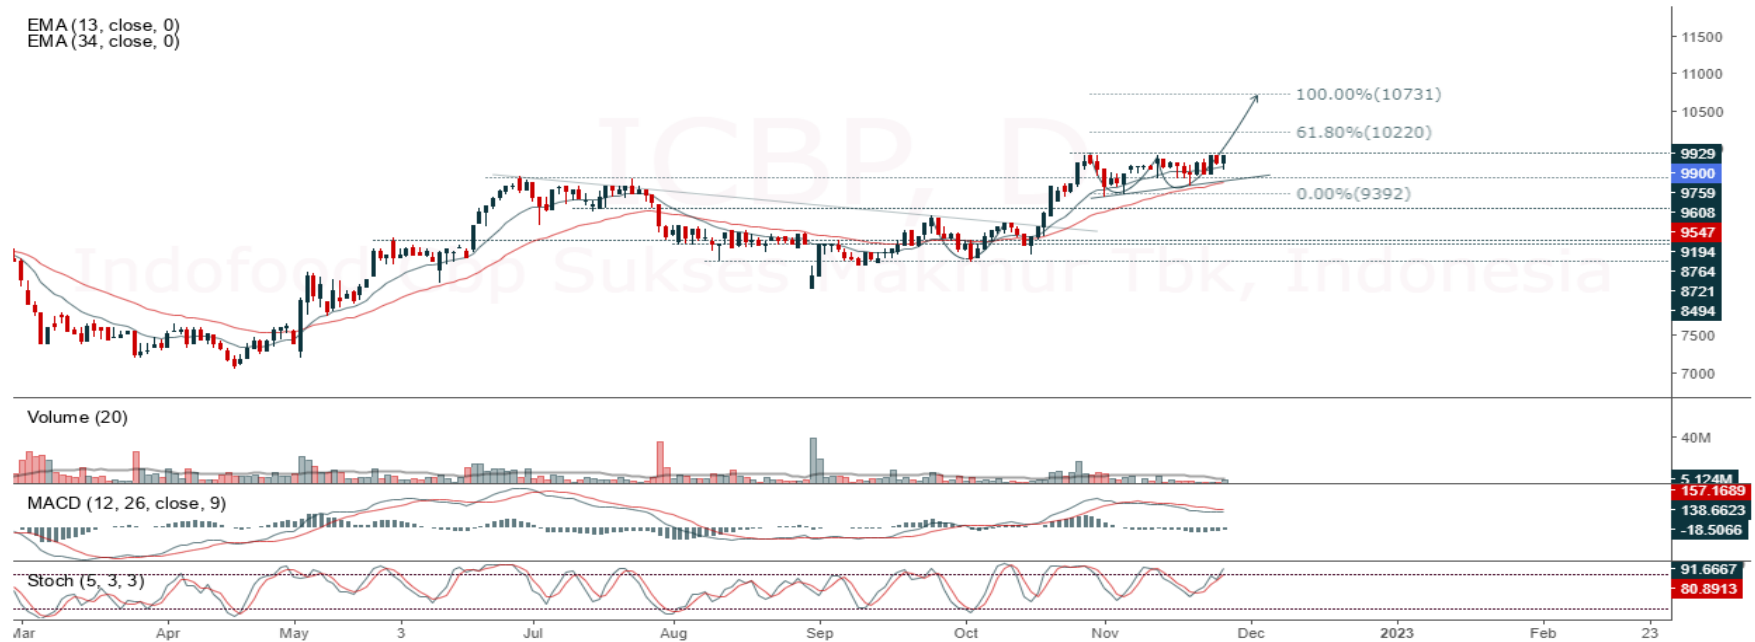 EMA (13, close, 0)
EMA (34, close, 0)
ICBP, D
Indofood Cbp Sukses Makmur Tbk, Indonesia
100.00%(10731)
61.80%(10220)
0.00%(9392)
11500
11000
10500
9929
9900
9759
9608
9547
9194
8764
8721
8494
7500
7000
Volume (20)
40M
5.124M
MACD (12, 26, close, 9)
157.1689
138.6623
-18.5066
Stoch (5, 3, 3)
91.6667
80.8913
Mar Apr May 3 Jul Aug Sep Oct Nov Dec 2023 Feb 23